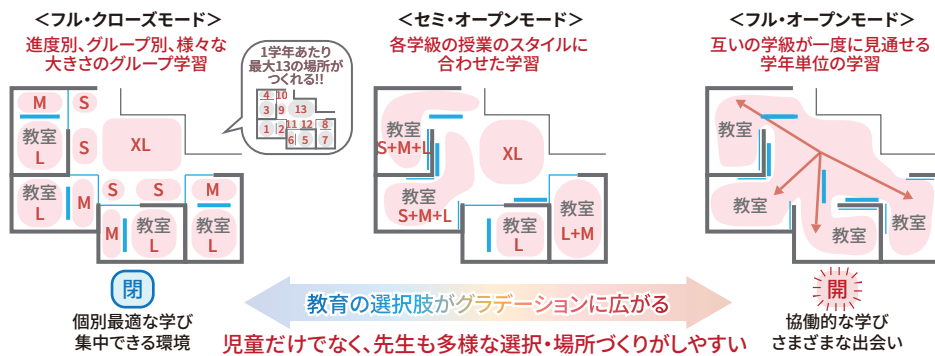 <フル・クローズモード>
進度別、グループ別、様々な
大きさのグループ学習
1学年あたり
最大13の場所が
つくれる!!
4 10
3 9 13
1 2 11 12 8
6 5 7
M S
教室
L
S
XL
教室
L
M
S S M
M
教室
L
教室
L
閉
個別最適な学び
集中できる環境
<セミ・オープンモード>
各学級の授業のスタイルに
合わせた学習
教室
S+M+L
XL
教室
S+M+L
教室
L
教室
L+M
<フル・オープンモード>
互いの学級が一度に見通せる
学年単位の学習
教室
教室
教室
教室
開
協働的な学び
さまざまな出会い
教育の選択肢がグラデーションに広がる
児童だけでなく、先生も多様な選択・場所づくりがしやすい